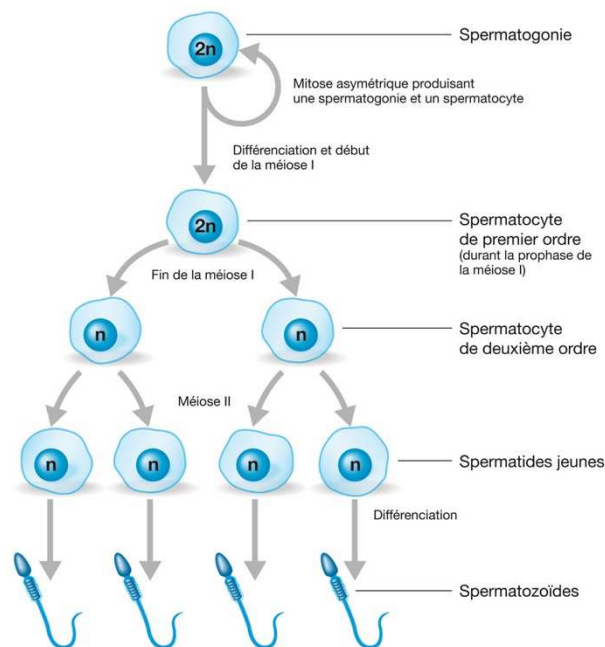 Spermatogonie
2n
Mitose asymétrique produisant
une spermatogonie et un spermatocyte
Différenciation et début
de la méiose I
2n
Spermatocyte
de premier ordre
(durant la prophase de
la méiose I)
Fin de la méiose I
n
n
Spermatocyte
de deuxième ordre
Méiose II
n
n
n
n
Spermatides jeunes
Différenciation
Spermatozoïdes